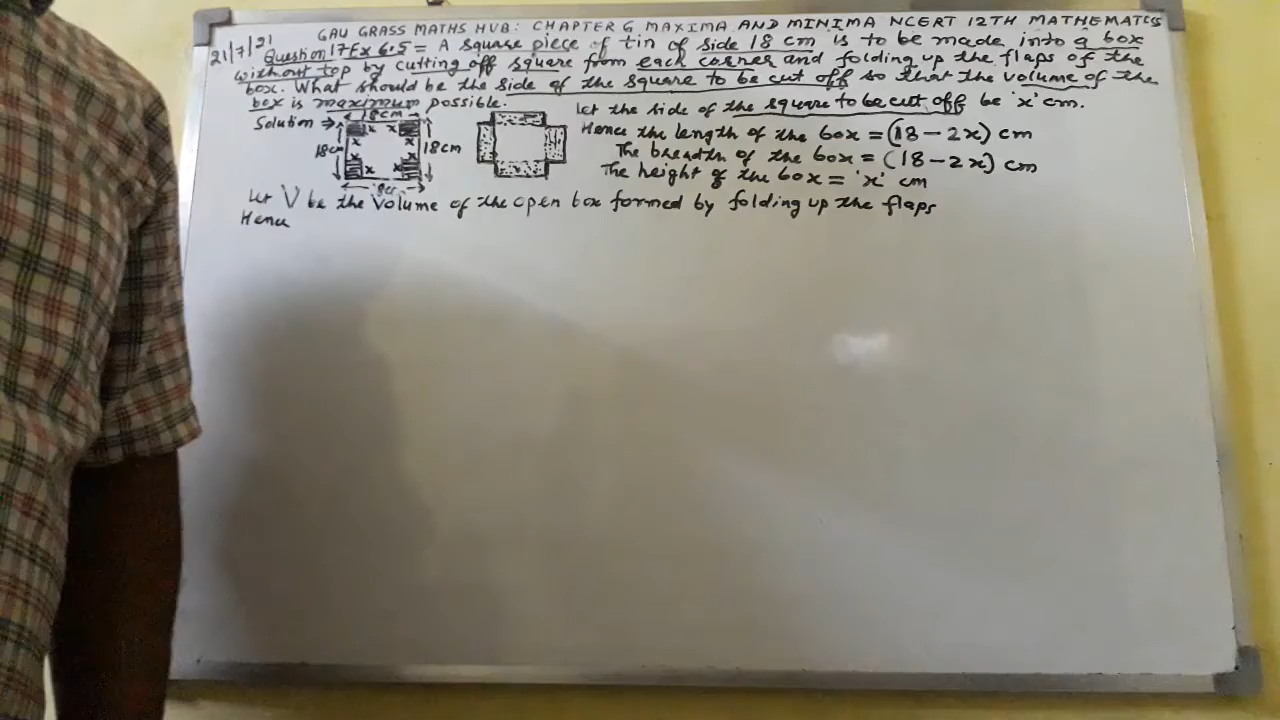 GAU GRASS MATHS HUB: CHAPTER 6 MAXIMA AND MINIMA NCERT 12TH MATHEMATICS
21/7/21
Question 17 Ex 6.5 = A square piece of tin of side 18 cm is to be made into a box
without top by cutting off square from each corner and folding up the flaps of the
box. What should be the side of the square to be cut off so that the volume of the
box is maximum possible.
Solution →
18cm
x x
x x
18cm 18cm
x x
x
18c
Let the side of the square to be cut off be 'x' cm.
Hence the length of the box = (18-2x) cm
The breadth of the box = (18-2x) cm
The height of the box = 'x' cm
Let V be the Volume of the open box formed by folding up the flaps
Hence